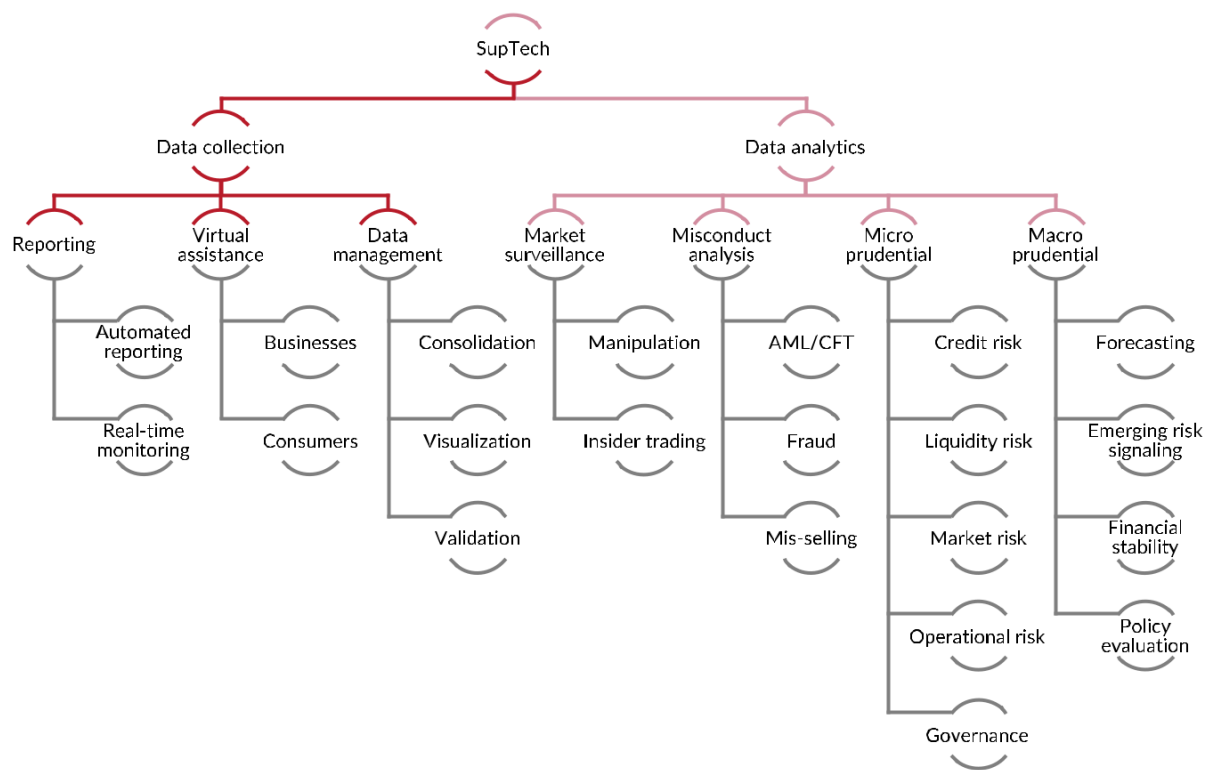 SupTech
Data collection
Data analytics
Reporting
Virtual
assistance
Data
management
Market
surveillance
Misconduct
analysis
Micro
prudential
Macro
prudential
Automated
reporting
Businesses
Consolidation
Manipulation
AML/CFT
Credit risk
Forecasting
Real-time
monitoring
Consumers
Visualization
Insider trading
Fraud
Liquidity risk
Emerging risk
signaling
Validation
Mis-selling
Market risk
Financial
stability
Operational risk
Policy
evaluation
Governance